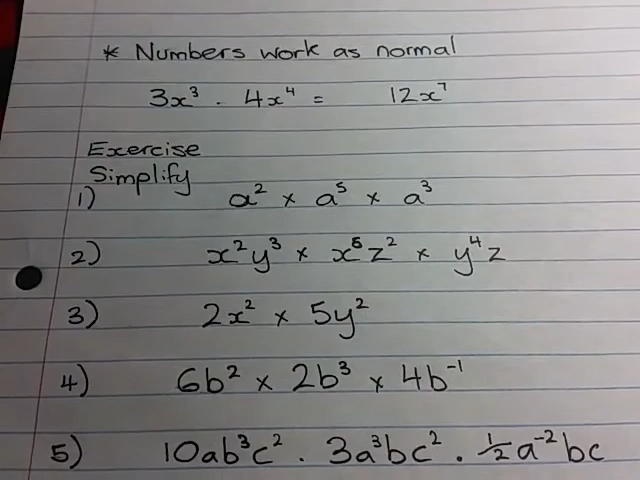 * Numbers work as normal
3x³ . 4x⁴ = 12x⁷
Exercise
Simplify
1) a² × a⁵ × a³
2) x²y³ × x⁵z² × y⁴z
3) 2x² × 5y²
4) 6b² × 2b³ × 4b⁻¹
5) 10ab³c² . 3a³bc² . ½a⁻²bc